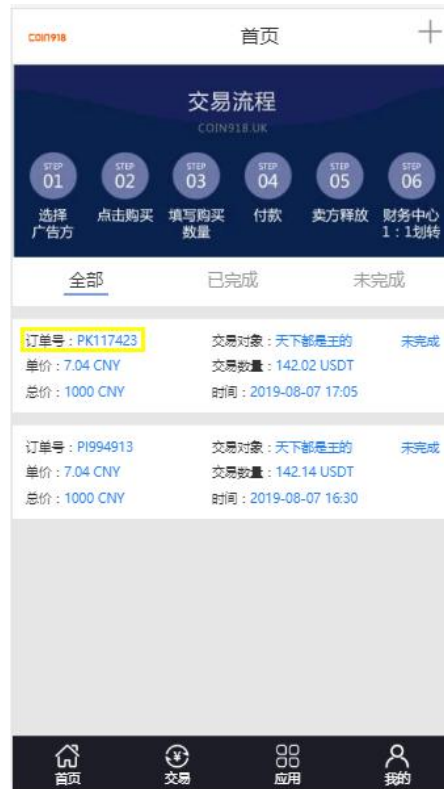 COIN918 首页
交易流程
COIN918.UK
STEP 01 STEP 02 STEP 03 STEP 04 STEP 05 STEP 06
选择广告方 点击购买 填写购买数量 付款 卖方释放 财务中心1：1划转
全部 已完成 未完成
订单号：PK117423 交易对象：天下都是王的 未完成
单价：7.04 CNY 交易数量：142.02 USDT
总价：1000 CNY 时间：2019-08-07 17:05
订单号：PI994913 交易对象：天下都是王的 未完成
单价：7.04 CNY 交易数量：142.14 USDT
总价：1000 CNY 时间：2019-08-07 16:30
首页 交易 应用 我的